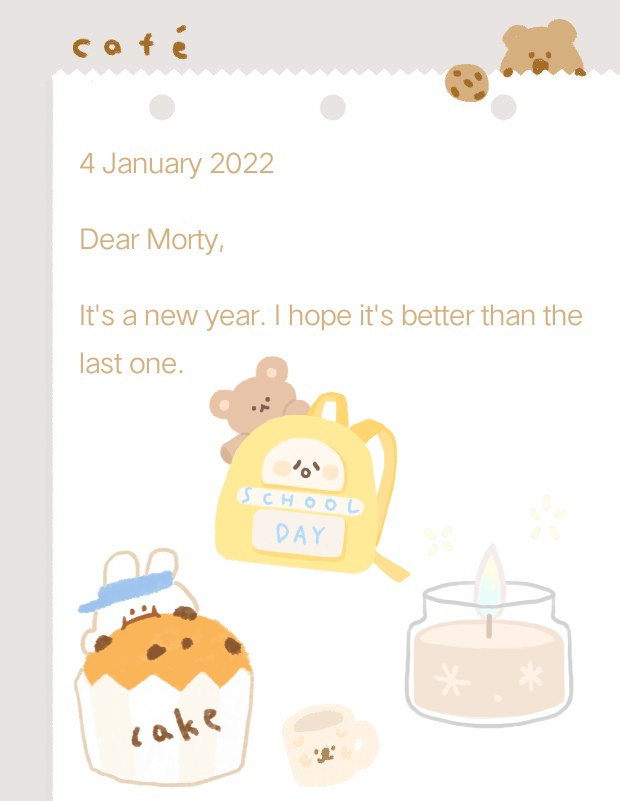 café
4 January 2022
Dear Morty,
It's a new year. I hope it's better than the
last one.
SCHOOL
DAY
cake